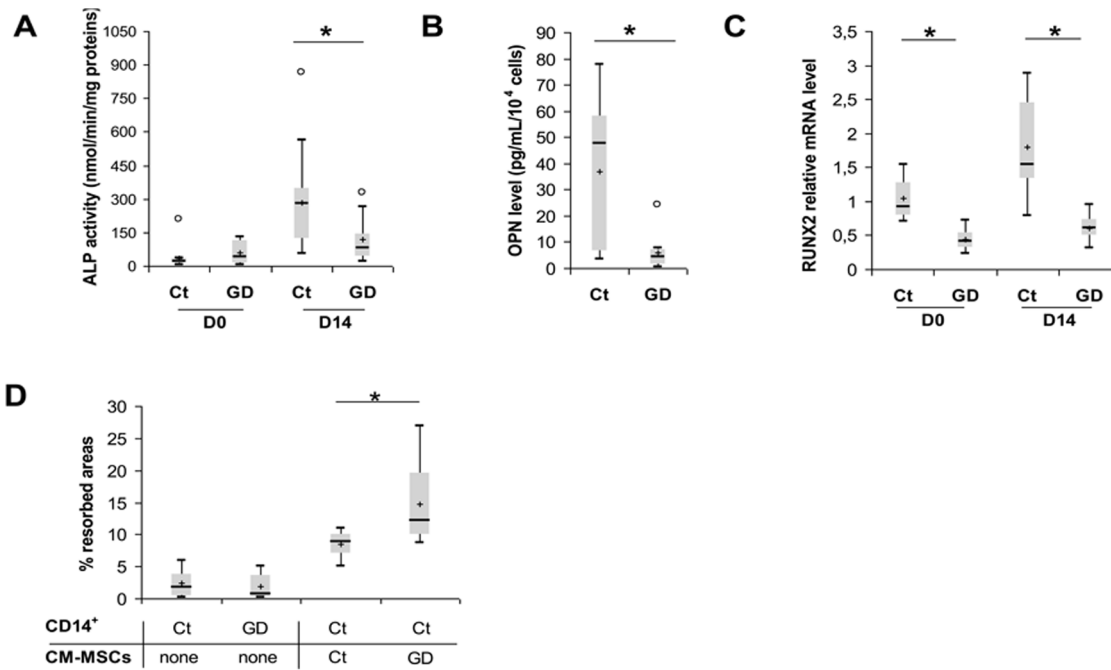 A
ALP activity (nmol/min/mg proteins)
1050
900
750
600
450
300
150
0
*
Ct GD Ct GD
D0 D14
B
OPN level (pg/mL/10⁴ cells)
90
80
70
60
50
40
30
20
10
0
*
Ct GD
C
RUNX2 relative mRNA level
3,5
3
2,5
2
1,5
1
0,5
0
* *
Ct GD Ct GD
D0 D14
D
% resorbed areas
30
25
20
15
10
5
0
*
CD14⁺ Ct GD Ct Ct
CM-MSCs none none Ct GD